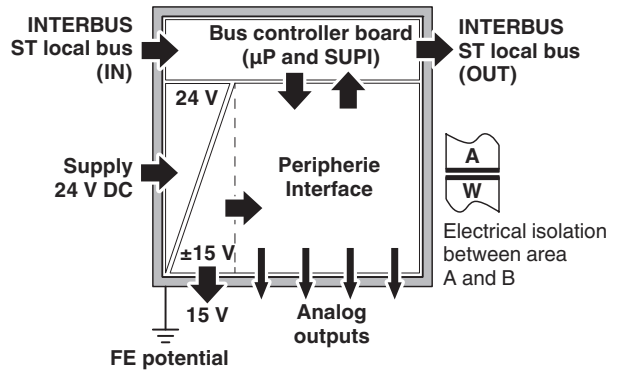 INTERBUS
ST local bus
(IN)
Bus controller board
(µP and SUPI)
INTERBUS
ST local bus
(OUT)
24 V
Supply
24 V DC
Peripherie
Interface
A
W
Electrical isolation
between area
A and B
±15 V
15 V
Analog
outputs
FE potential